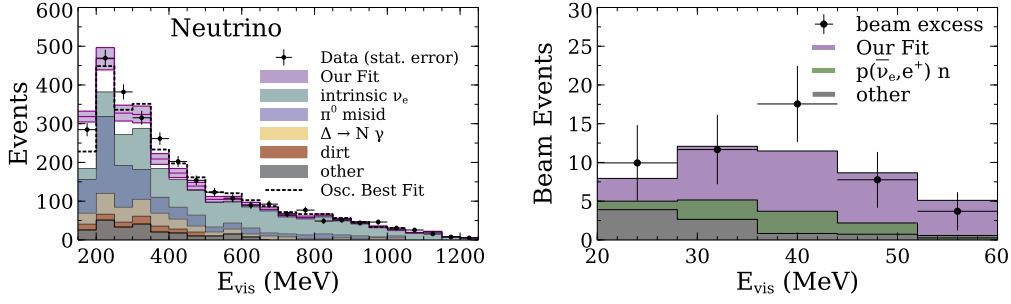 Neutrino
Events
600
500
400
300
200
100
0
Data (stat. error)
Our Fit
intrinsic νₑ
π⁰ misid
Δ → N γ
dirt
other
Osc. Best Fit
200 400 600 800 1000 1200
E_vis (MeV)
Beam Events
30
25
20
15
10
5
0
beam excess
Our Fit
p(ν̅ₑ,e⁺) n
other
20 30 40 50 60
E_vis (MeV)